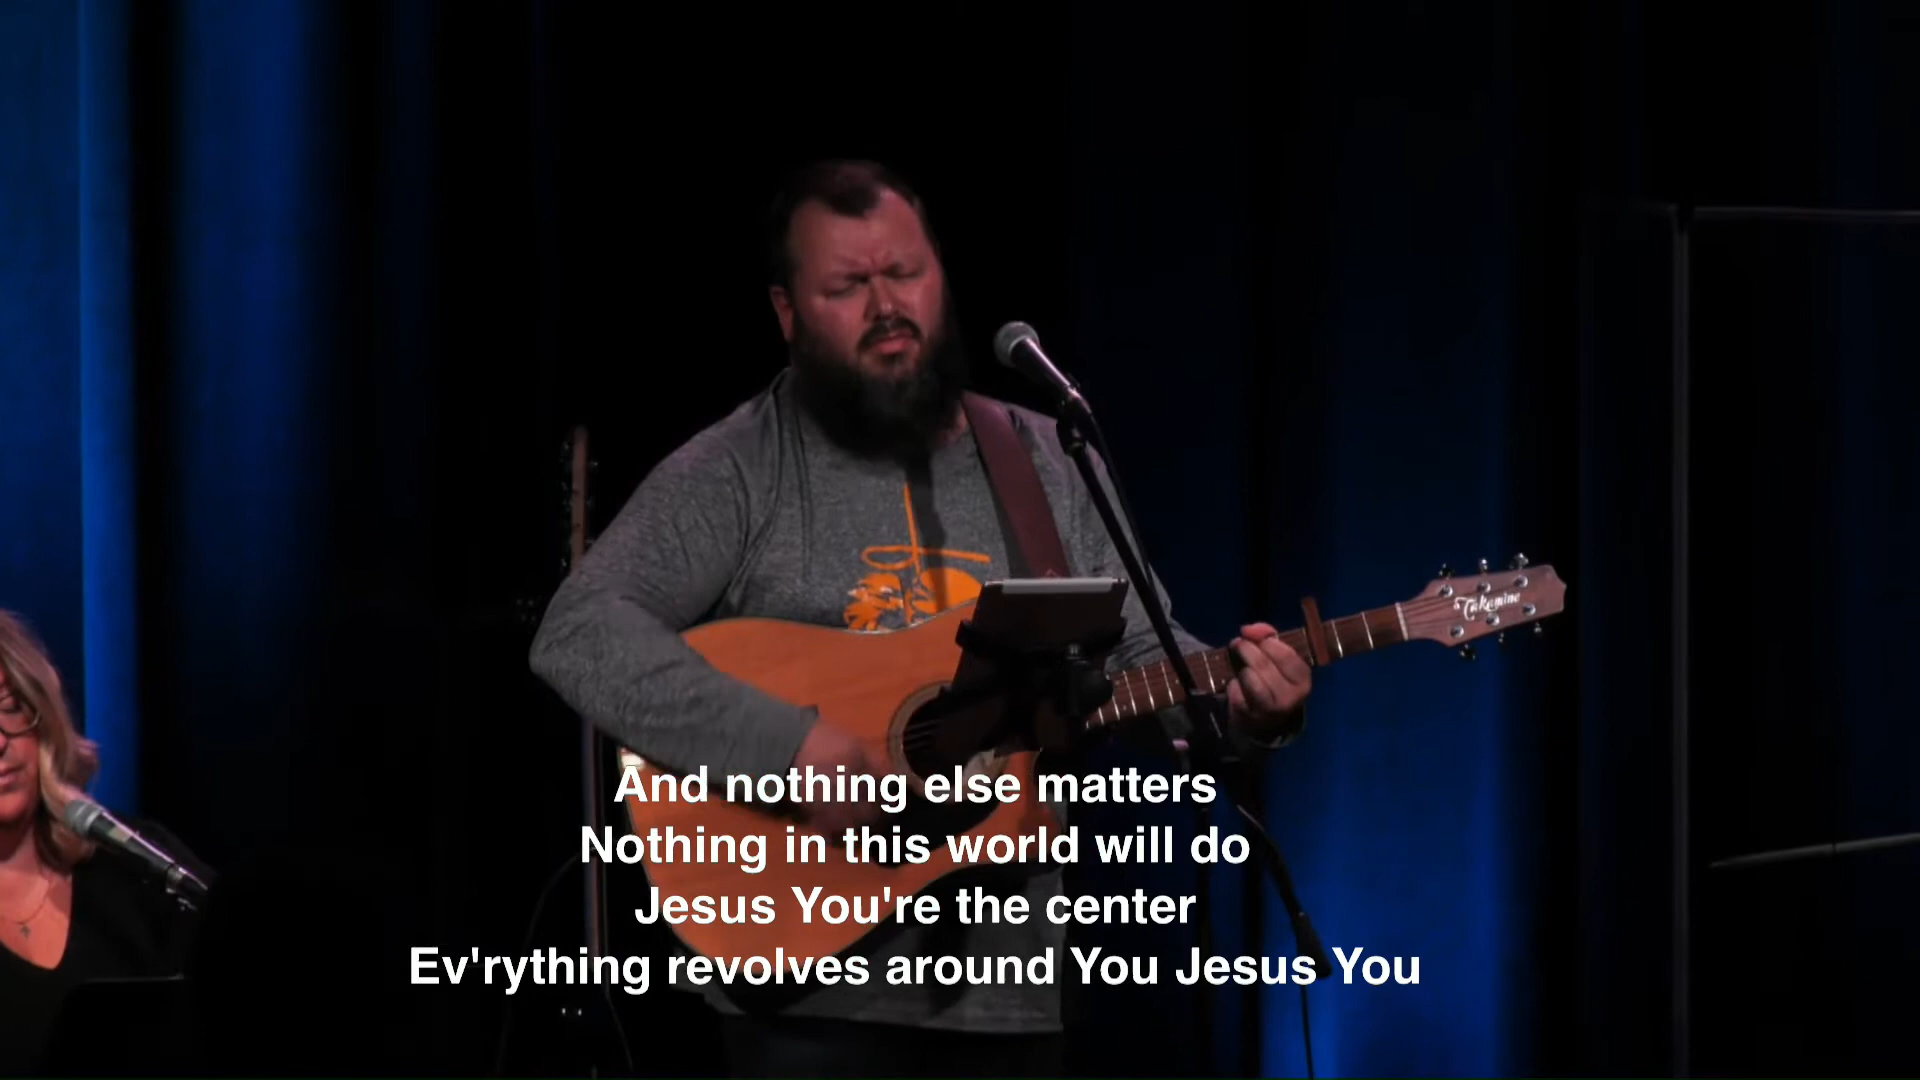 Takamine
And nothing else matters
Nothing in this world will do
Jesus You're the center
Ev'rything revolves around You Jesus You